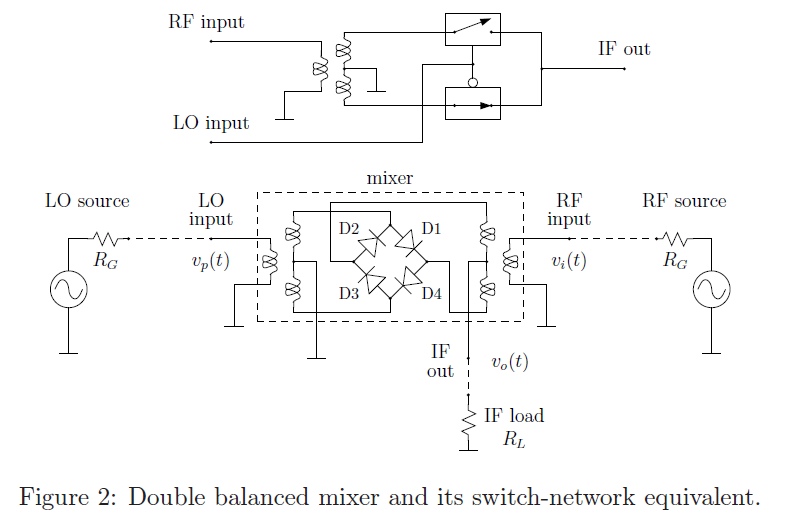 RF input
IF out
LO input
mixer
LO source
LO
input
RF
input
RF source
D2
D1
R_G
v_p(t)
v_i(t)
R_G
D3
D4
IF
out
v_o(t)
IF load
R_L
Figure 2: Double balanced mixer and its switch-network equivalent.